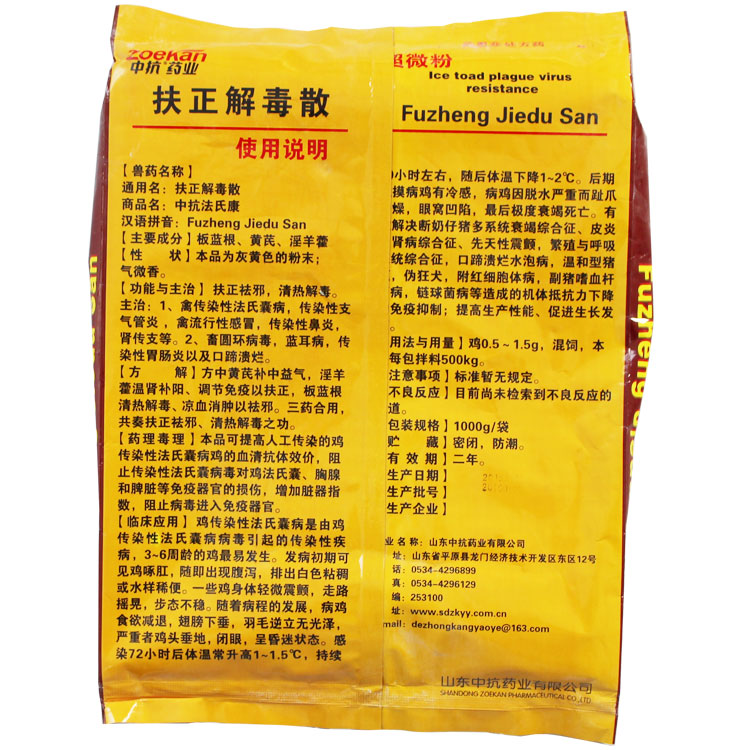 zoekan
中抗药业
扶正解毒散
使用说明
【兽药名称】
通用名：扶正解毒散
商品名：中抗法氏康
汉语拼音：Fuzheng Jiedu San
【主要成分】板蓝根、黄芪、淫羊藿
【性 状】本品为灰黄色的粉末；
气微香。
【功能与主治】扶正祛邪，清热解毒。
主治：1、禽传染性法氏囊病，传染性支
气管炎，禽流行性感冒，传染性鼻炎，
肾传支等。2、畜圆环病毒，蓝耳病，传
染性胃肠炎以及口蹄溃烂。
【方 解】方中黄芪补中益气，淫羊
藿温肾补阳、调节免疫以扶正，板蓝根
清热解毒、凉血消肿以祛邪。三药合用，
共奏扶正祛邪、清热解毒之功。
【药理毒理】本品可提高人工传染的鸡
传染性法氏囊病鸡的血清抗体效价，阻
止传染性法氏囊病毒对鸡法氏囊、胸腺
和脾脏等免疫器官的损伤，增加脏器指
数，阻止病毒进入免疫器官。
【临床应用】鸡传染性法氏囊病是由鸡
传染性法氏囊病病毒引起的传染性疾
病，3~6周龄的鸡最易发生。发病初期可
见鸡啄肛，随即出现腹泻，排出白色粘稠
或水样稀便。一些鸡身体轻微震颤，走路
摇晃，步态不稳。随着病程的发展，病鸡
食欲减退，翅膀下垂，羽毛逆立无光泽，
严重者鸡头垂地，闭眼，呈昏迷状态。感
染72小时后体温常升高1~1.5℃，持续
超微粉
Ice toad plague virus
resistance
Fuzheng Jiedu San
小时左右，随后体温下降1~2℃。后期
摸病鸡有冷感，病鸡因脱水严重而趾爪
燥，眼窝凹陷，最后极度衰竭死亡。有
解决断奶仔猪多系统衰竭综合征、皮炎
肾病综合征、先天性震颤，繁殖与呼吸
统综合征，口蹄溃烂水泡病，温和型猪
，伪狂犬，附红细胞体病，副猪嗜血杆
病，链球菌病等造成的机体抵抗力下降
免疫抑制；提高生产性能、促进生长发
。
用法与用量】鸡0.5~1.5g，混饲，本
每包拌料500kg。
注意事项】标准暂无规定。
不良反应】目前尚未检索到不良反应的
道。
包装规格】1000g/袋
贮 藏】密闭，防潮。
有 效 期】二年。
生产日期】
生产批号】
生产企业】
业 名称：山东中抗药业有限公司
址：山东省平原县龙门经济技术开发区东区12号
话：0534-4296899
真：0534-4296129
编：253100
址：www.sdzkyy.com.cn
mail：dezhongkangyaoye@163.com
山东中抗药业有限公司
SHANDONG ZOEKAN PHARMACEUTICAL CO.,LTD
Fuzheng